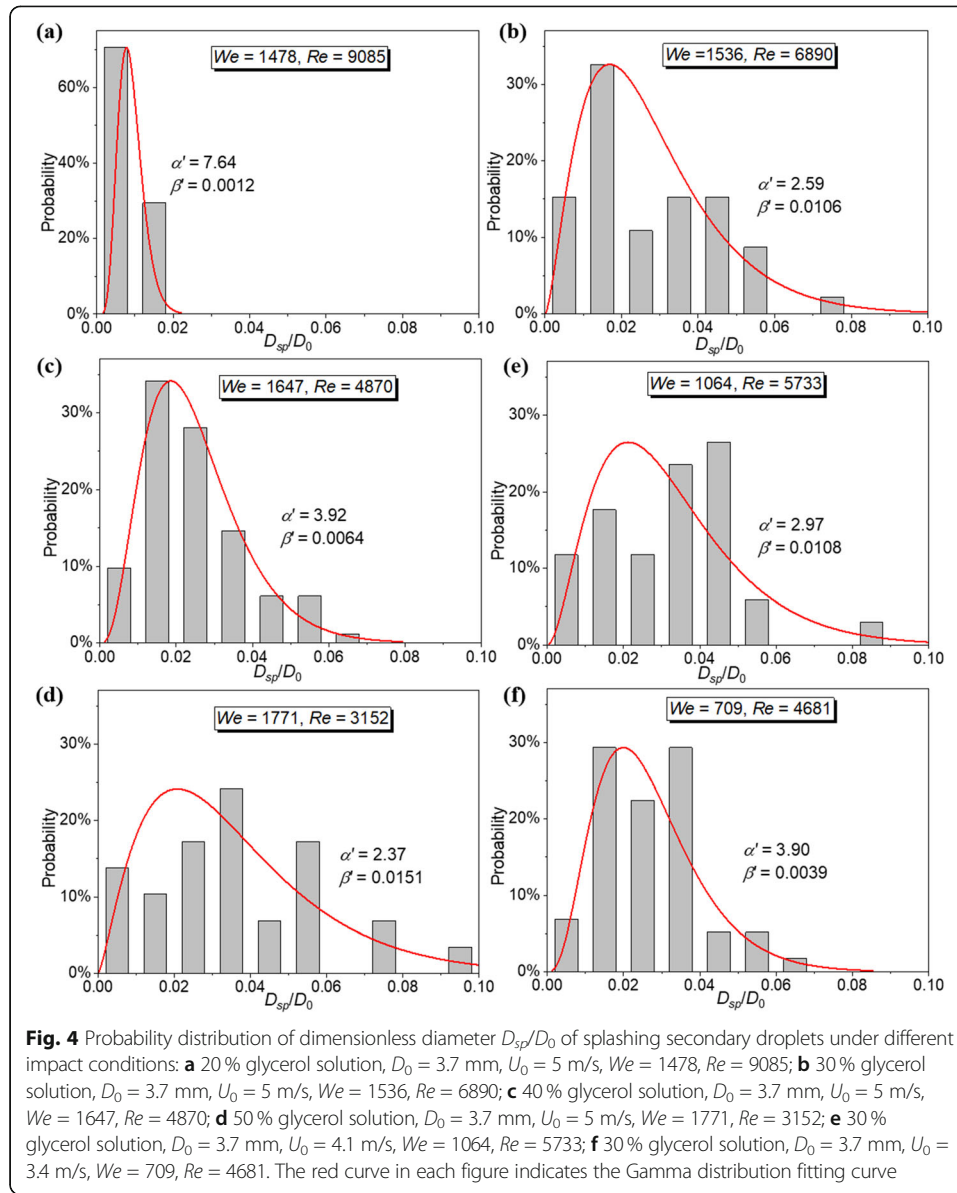 (a)
We = 1478, Re = 9085
60%
40%
20%
0%
Probability
α' = 7.64
β' = 0.0012
0.00 0.02 0.04 0.06 0.08 0.10
Dsp/D0
(b)
We =1536, Re = 6890
30%
20%
10%
0%
Probability
α' = 2.59
β' = 0.0106
0.00 0.02 0.04 0.06 0.08 0.10
Dsp/D0
(c)
We = 1647, Re = 4870
30%
20%
10%
0%
Probability
α' = 3.92
β' = 0.0064
0.00 0.02 0.04 0.06 0.08 0.10
Dsp/D0
(e)
We = 1064, Re = 5733
30%
20%
10%
0%
Probability
α' = 2.97
β' = 0.0108
0.00 0.02 0.04 0.06 0.08 0.10
Dsp/D0
(d)
We = 1771, Re = 3152
30%
20%
10%
0%
Probability
α' = 2.37
β' = 0.0151
0.00 0.02 0.04 0.06 0.08 0.10
Dsp/D0
(f)
We = 709, Re = 4681
30%
20%
10%
0%
Probability
α' = 3.90
β' = 0.0039
0.00 0.02 0.04 0.06 0.08 0.10
Dsp/D0
Fig. 4 Probability distribution of dimensionless diameter Dsp/D0 of splashing secondary droplets under different
impact conditions: a 20 % glycerol solution, D0 = 3.7 mm, U0 = 5 m/s, We = 1478, Re = 9085; b 30 % glycerol
solution, D0 = 3.7 mm, U0 = 5 m/s, We = 1536, Re = 6890; c 40 % glycerol solution, D0 = 3.7 mm, U0 = 5 m/s,
We = 1647, Re = 4870; d 50 % glycerol solution, D0 = 3.7 mm, U0 = 5 m/s, We = 1771, Re = 3152; e 30 %
glycerol solution, D0 = 3.7 mm, U0 = 4.1 m/s, We = 1064, Re = 5733; f 30 % glycerol solution, D0 = 3.7 mm, U0 =
3.4 m/s, We = 709, Re = 4681. The red curve in each figure indicates the Gamma distribution fitting curve